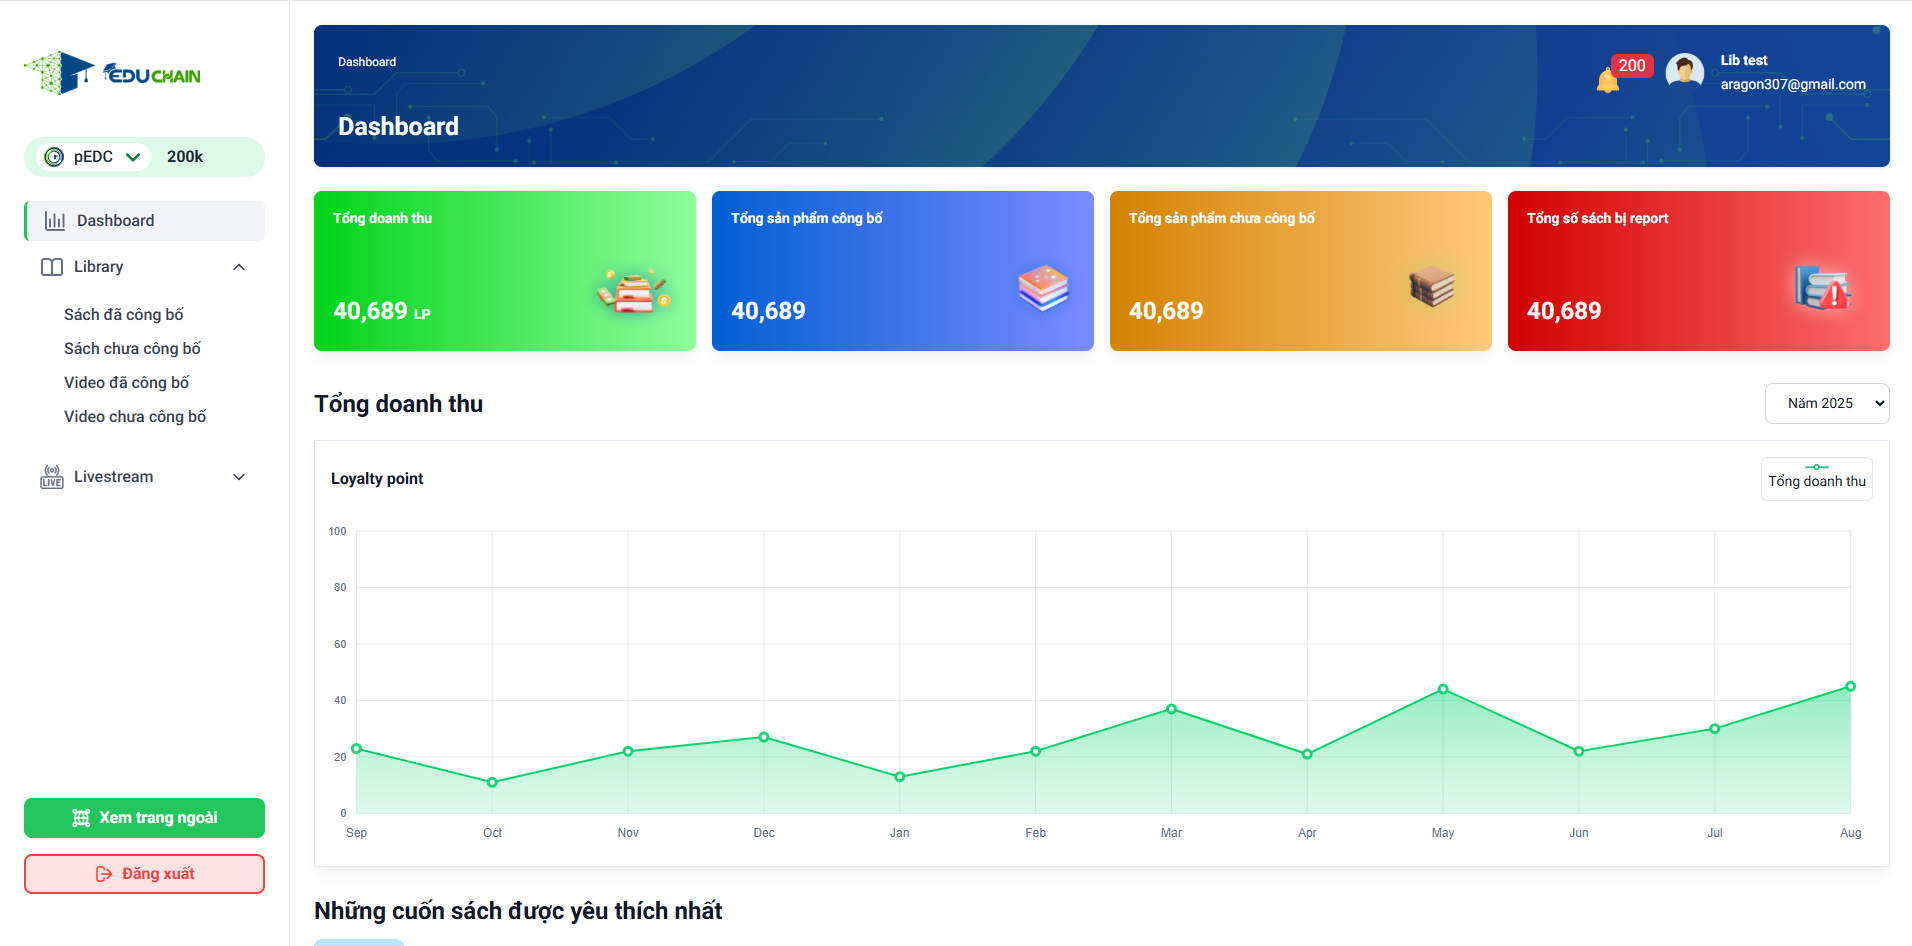 EDUCHAIN
pEDC
200k
Dashboard
Library
Sách đã công bố
Sách chưa công bố
Video đã công bố
Video chưa công bố
LIVE
Livestream
Xem trang ngoài
Đăng xuất
Dashboard
Dashboard
200
Lib test
aragon307@gmail.com
Tổng doanh thu
40,689 LP
Tổng sản phẩm công bố
40,689
Tổng sản phẩm chưa công bố
40,689
Tổng số sách bị report
40,689
Tổng doanh thu
Năm 2025
Loyalty point
Tổng doanh thu
100
80
60
40
20
0
Sep Oct Nov Dec Jan Feb Mar Apr May Jun Jul Aug
Những cuốn sách được yêu thích nhất